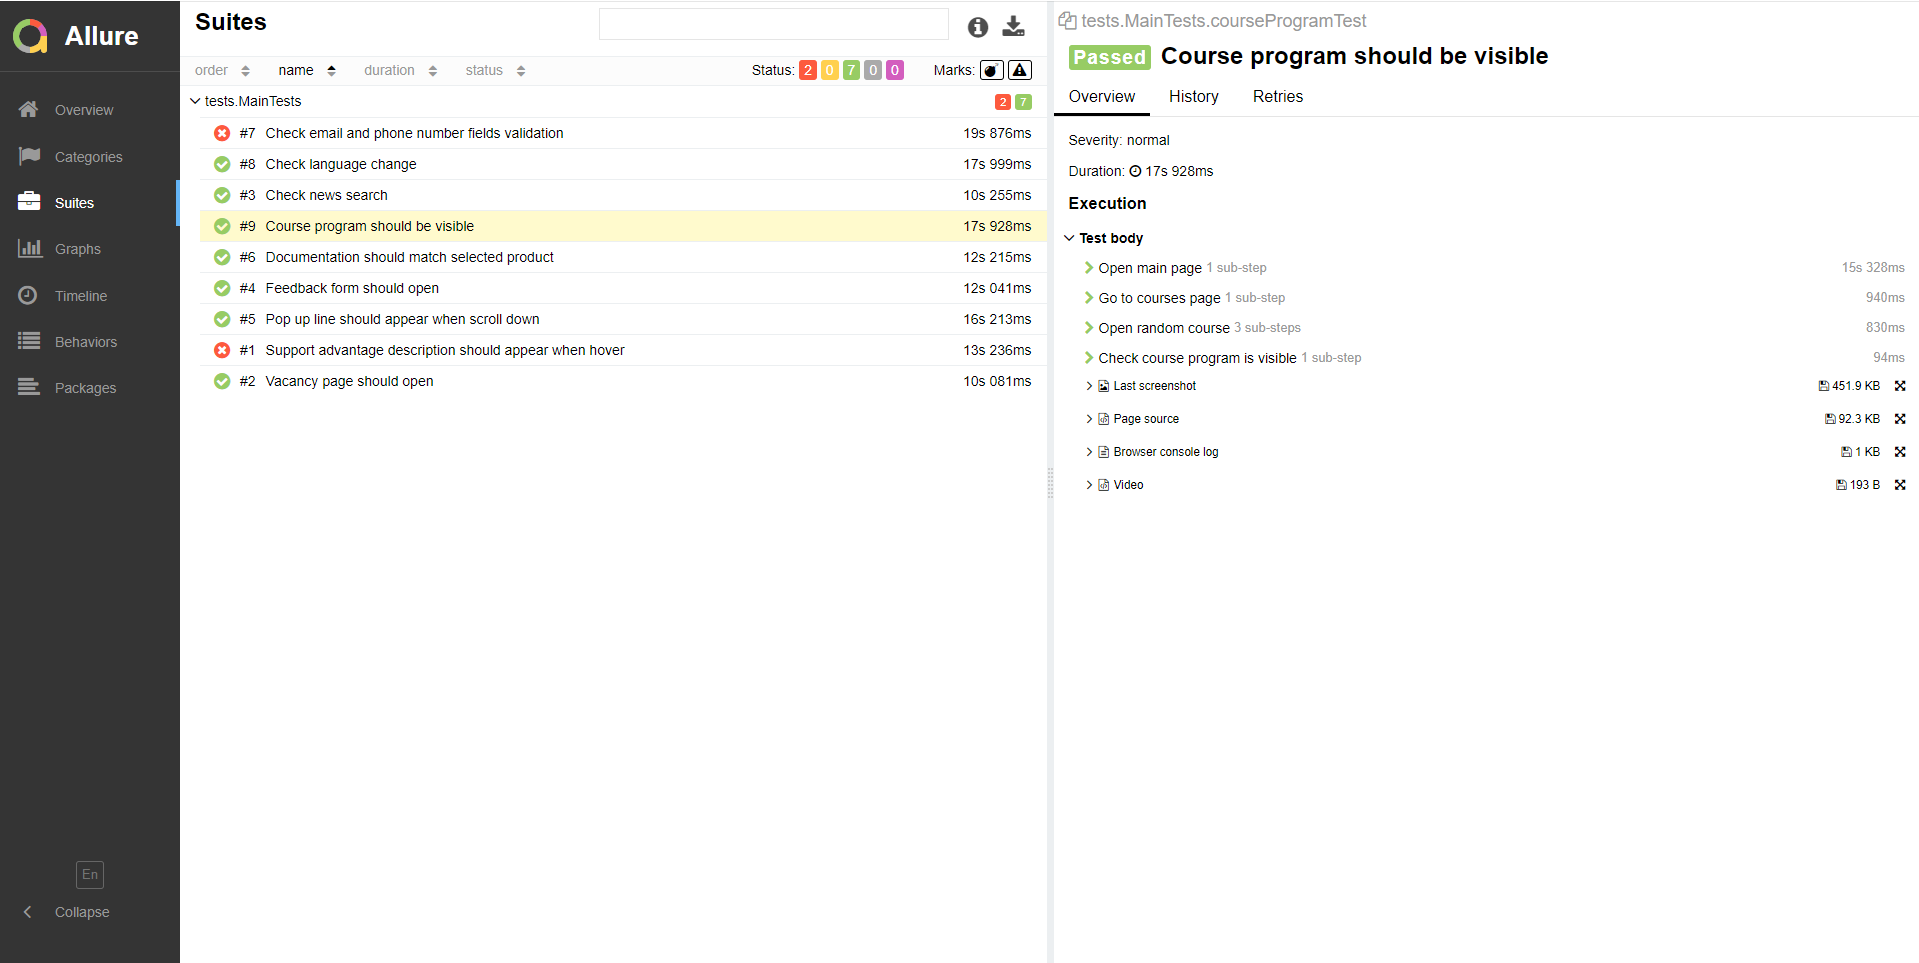 Allure
Overview
Categories
Suites
Graphs
Timeline
Behaviors
Packages
En
Collapse
Suites
order name duration status Status: 2 0 7 0 0 Marks:
tests.MainTests 2 7
#7 Check email and phone number fields validation 19s 876ms
#8 Check language change 17s 999ms
#3 Check news search 10s 255ms
#9 Course program should be visible 17s 928ms
#6 Documentation should match selected product 12s 215ms
#4 Feedback form should open 12s 041ms
#5 Pop up line should appear when scroll down 16s 213ms
#1 Support advantage description should appear when hover 13s 236ms
#2 Vacancy page should open 10s 081ms
tests.MainTests.courseProgramTest
Passed Course program should be visible
Overview History Retries
Severity: normal
Duration: 17s 928ms
Execution
Test body
Open main page 1 sub-step 15s 328ms
Go to courses page 1 sub-step 940ms
Open random course 3 sub-steps 830ms
Check course program is visible 1 sub-step 94ms
Last screenshot 451.9 KB
Page source 92.3 KB
Browser console log 1 KB
Video 193 B